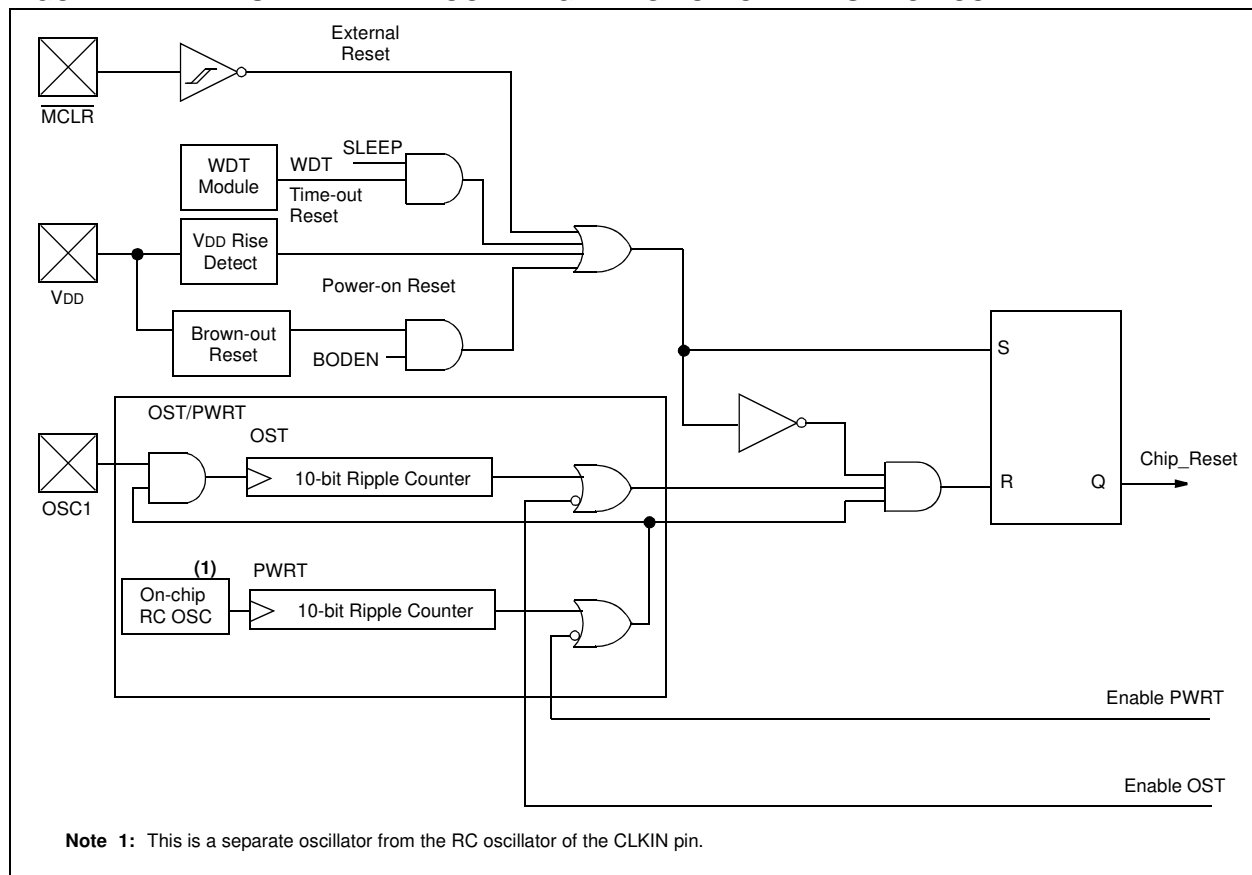 External
Reset
MCLR
SLEEP
WDT
Module
WDT
Time-out
Reset
VDD Rise
Detect
VDD
Power-on Reset
Brown-out
Reset
BODEN
S
OST/PWRT
OST
10-bit Ripple Counter
OSC1
Chip_Reset
R
Q
(1)
PWRT
On-chip
RC OSC
10-bit Ripple Counter
Enable PWRT
Enable OST
Note 1: This is a separate oscillator from the RC oscillator of the CLKIN pin.